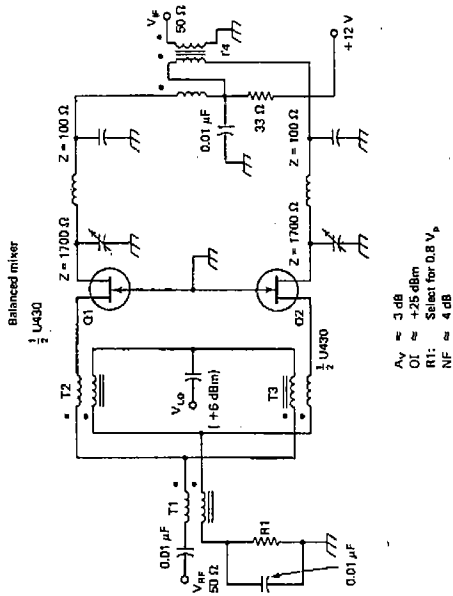 Balanced mixer
½ U430
Z = 1700 Ω
Z = 100 Ω
Q1
T2
0.01 μF
V_IF
50 Ω
r4
33 Ω
+12 V
V_LO
(+6 dBm)
T1
0.01 μF
V_RF
50 Ω
R1
0.01 μF
T3
Q2
½ U430
Z = 1700 Ω
Z = 100 Ω
A_V ≈ 3 dB
OI ≈ +25 dBm
R1: Select for 0.8 V_p
NF ≈ 4 dB